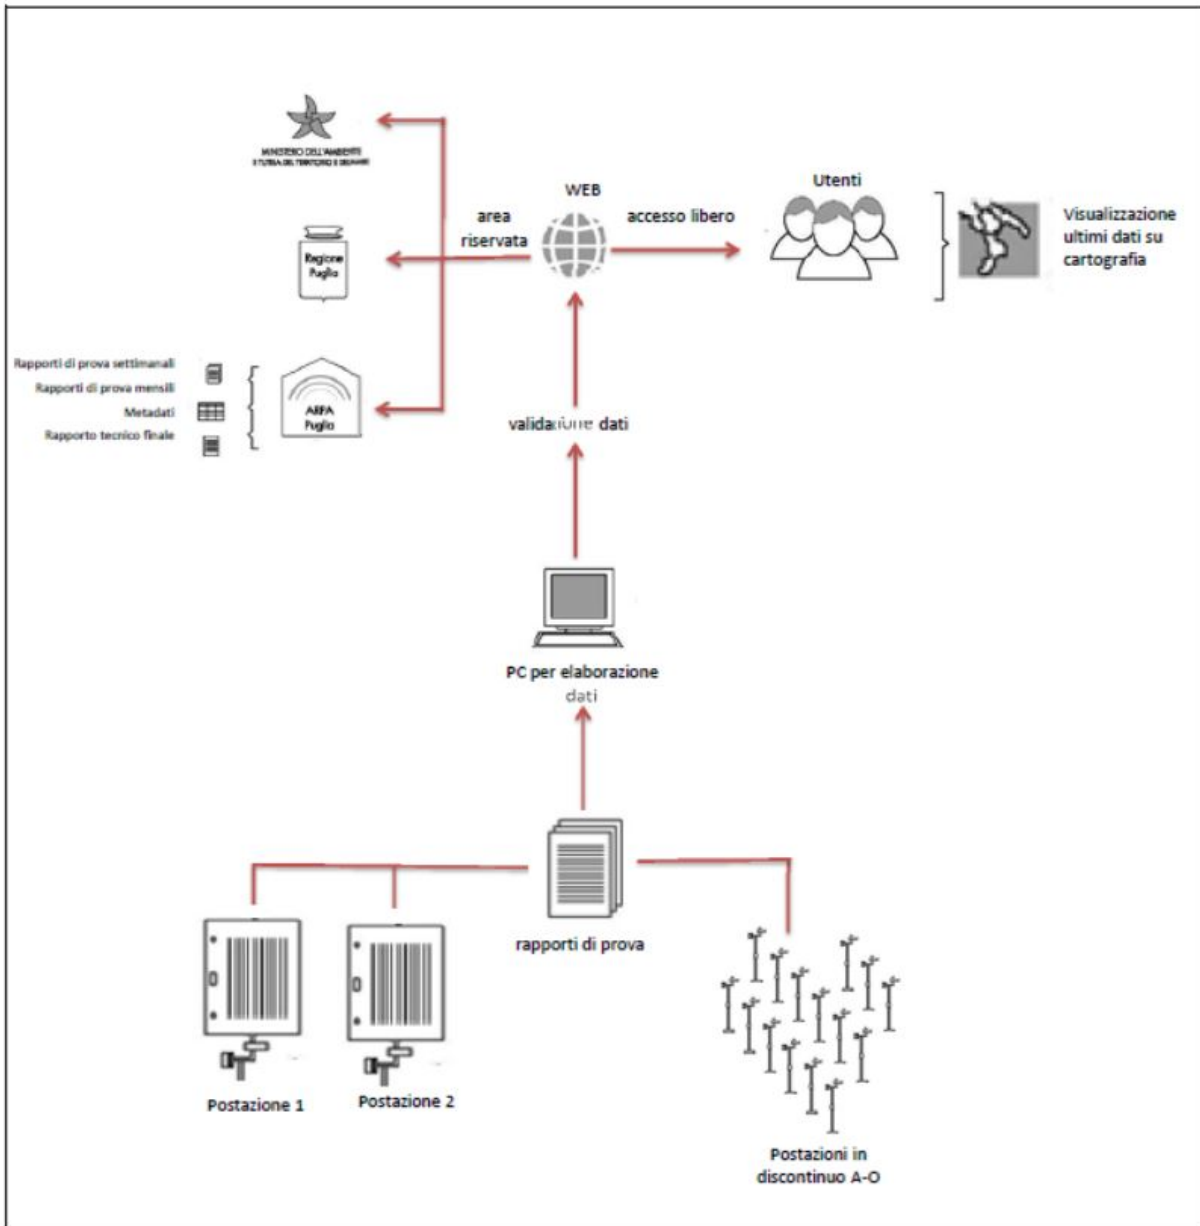 MINISTERO DELL'AMBIENTE
E TUTELA DEL TERRITORIO E DEL MARE
WEB
area
riservata
accesso libero
Utenti
Visualizzazione
ultimi dati su
cartografia
Regione
Puglia
Rapporti di prova settimanali
Rapporti di prova mensili
Metadati
Rapporto tecnico finale
ARPA
Puglia
validazione dati
PC per elaborazione
dati
rapporti di prova
Postazione 1
Postazione 2
Postazioni in
discontinuo A-O